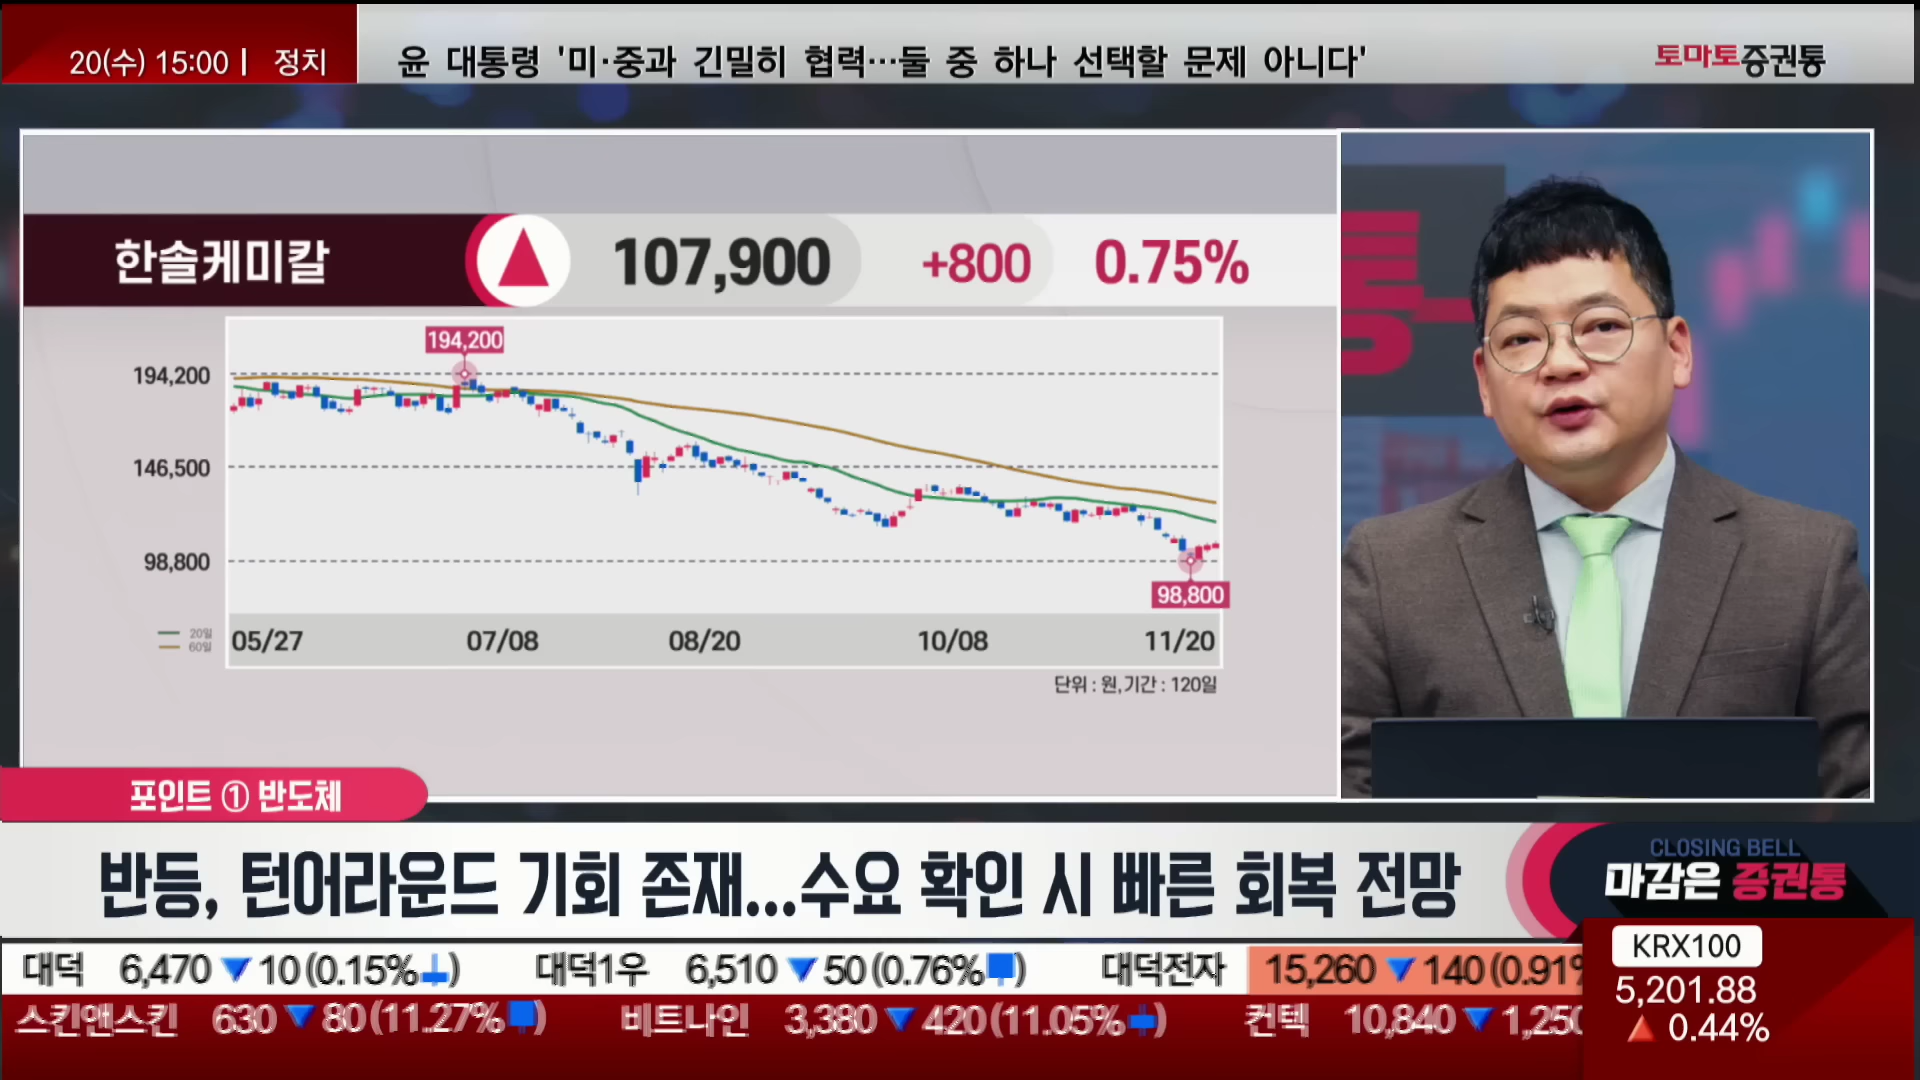 20(수) 15:00 | 정치 윤 대통령 '미·중과 긴밀히 협력…둘 중 하나 선택할 문제 아니다' 토마토증권통
한솔케미칼 ▲ 107,900 +800 0.75%
194,200
194,200
146,500
98,800
98,800
20일
60일
05/27 07/08 08/20 10/08 11/20
단위 : 원, 기간 : 120일
포인트 ① 반도체
반등, 턴어라운드 기회 존재...수요 확인 시 빠른 회복 전망
CLOSING BELL
마감은 증권통
대덕 6,470 ▼ 10 (0.15%) 대덕1우 6,510 ▼ 50 (0.76%) 대덕전자 15,260 ▼ 140 (0.91%
스킨앤스킨 630 ▼ 80 (11.27%) 비트나인 3,380 ▼ 420 (11.05%) 컨텍 10,840 ▼ 1,250
KRX100
5,201.88
▲ 0.44%